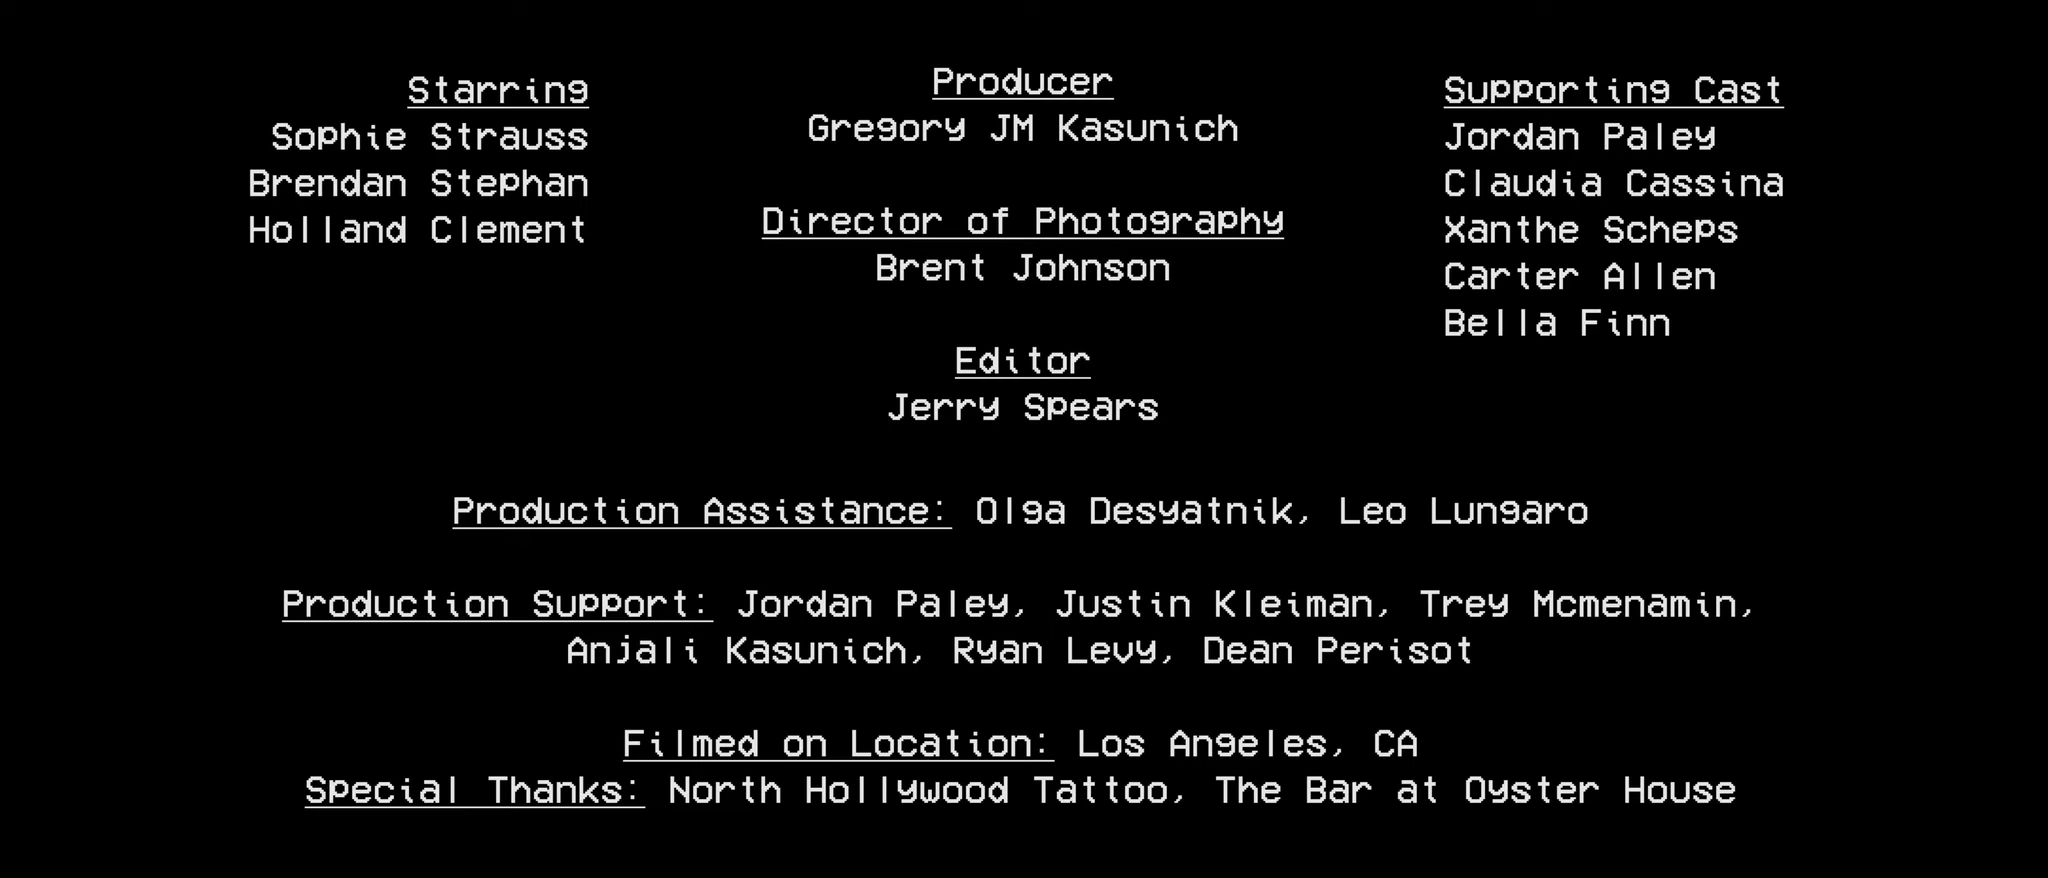 Starring
Sophie Strauss
Brendan Stephan
Holland Clement
Producer
Gregory JM Kasunich
Director of Photography
Brent Johnson
Editor
Jerry Spears
Supporting Cast
Jordan Paley
Claudia Cassina
Xanthe Scheps
Carter Allen
Bella Finn
Production Assistance: Olga Desyatnik, Leo Lungaro
Production Support: Jordan Paley, Justin Kleiman, Trey Mcmenamin,
Anjali Kasunich, Ryan Levy, Dean Perisot
Filmed on Location: Los Angeles, CA
Special Thanks: North Hollywood Tattoo, The Bar at Oyster House